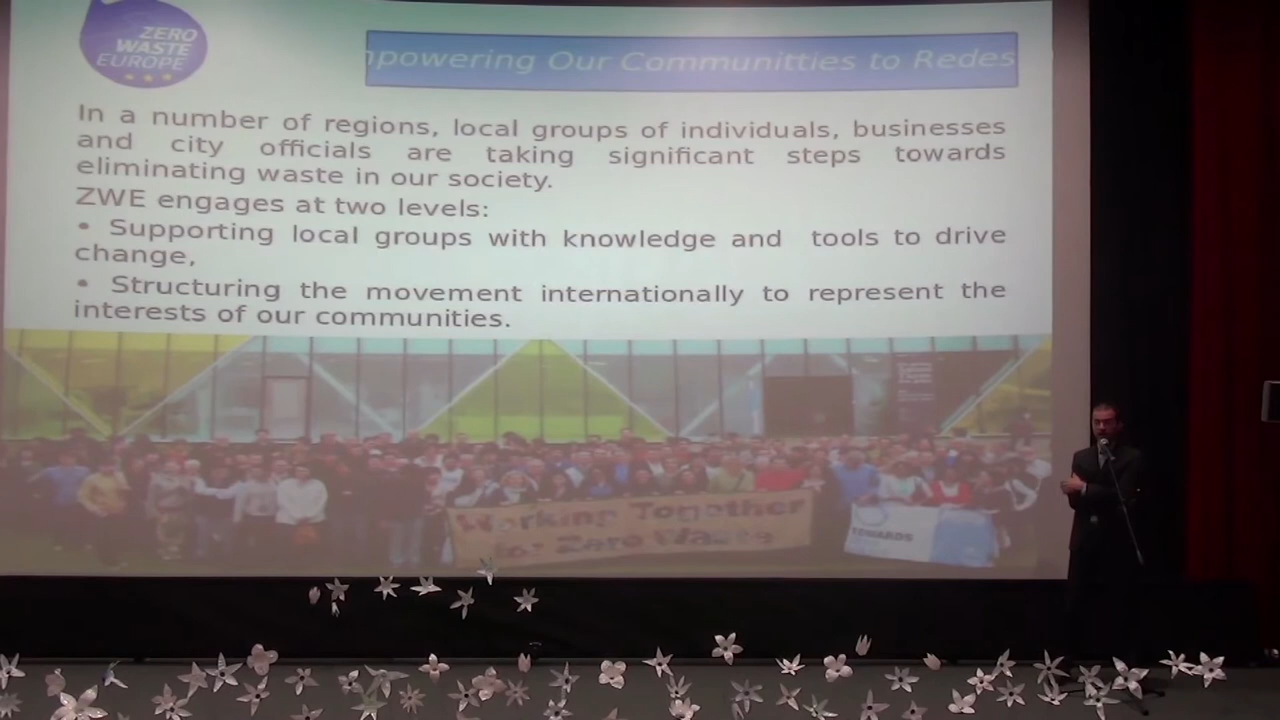 ZERO
WASTE
EUROPE
mpowering Our Communitties to Redes
In a number of regions, local groups of individuals, businesses
and city officials are taking significant steps towards
eliminating waste in our society.
ZWE engages at two levels:
• Supporting local groups with knowledge and tools to drive
change,
• Structuring the movement internationally to represent the
interests of our communities.
Working Together
for Zero Waste
TOWARDS